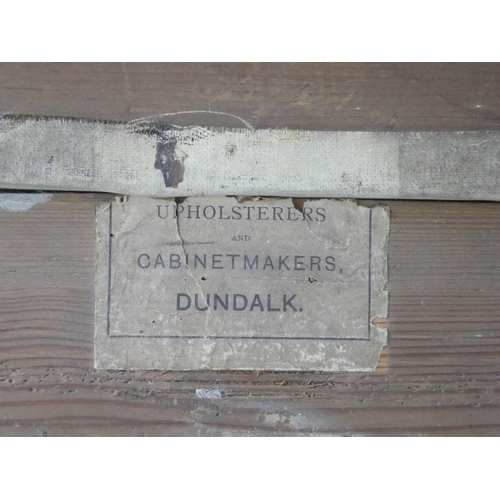 UPHOLSTERERS
AND
CABINETMAKERS,
DUNDALK.